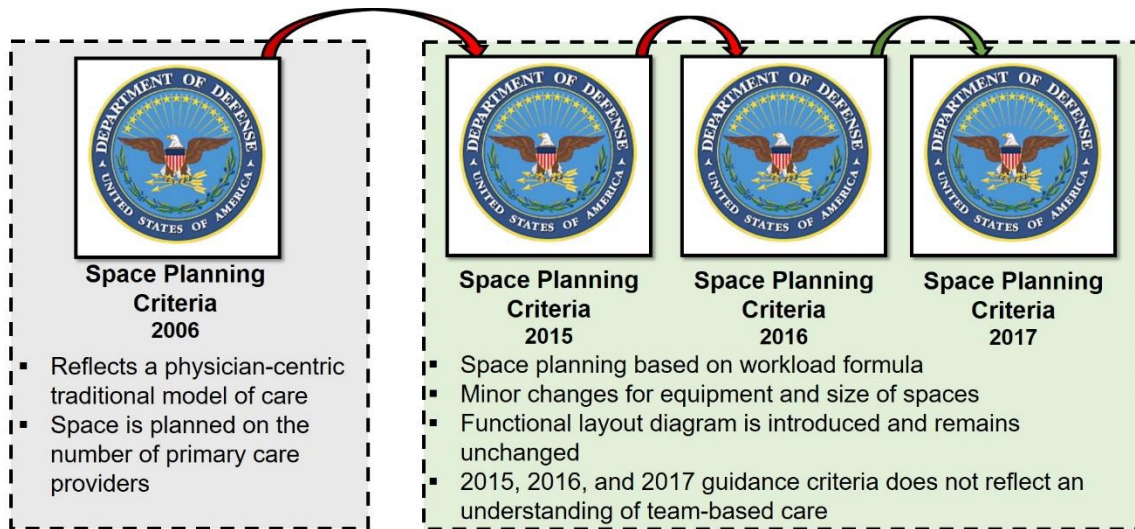 DEPARTMENT OF DEFENSE
UNITED STATES OF AMERICA
Space Planning
Criteria
2006
▪ Reflects a physician-centric
traditional model of care
▪ Space is planned on the
number of primary care
providers
DEPARTMENT OF DEFENSE
UNITED STATES OF AMERICA
Space Planning
Criteria
2015
DEPARTMENT OF DEFENSE
UNITED STATES OF AMERICA
Space Planning
Criteria
2016
DEPARTMENT OF DEFENSE
UNITED STATES OF AMERICA
Space Planning
Criteria
2017
▪ Space planning based on workload formula
▪ Minor changes for equipment and size of spaces
▪ Functional layout diagram is introduced and remains
unchanged
▪ 2015, 2016, and 2017 guidance criteria does not reflect an
understanding of team-based care